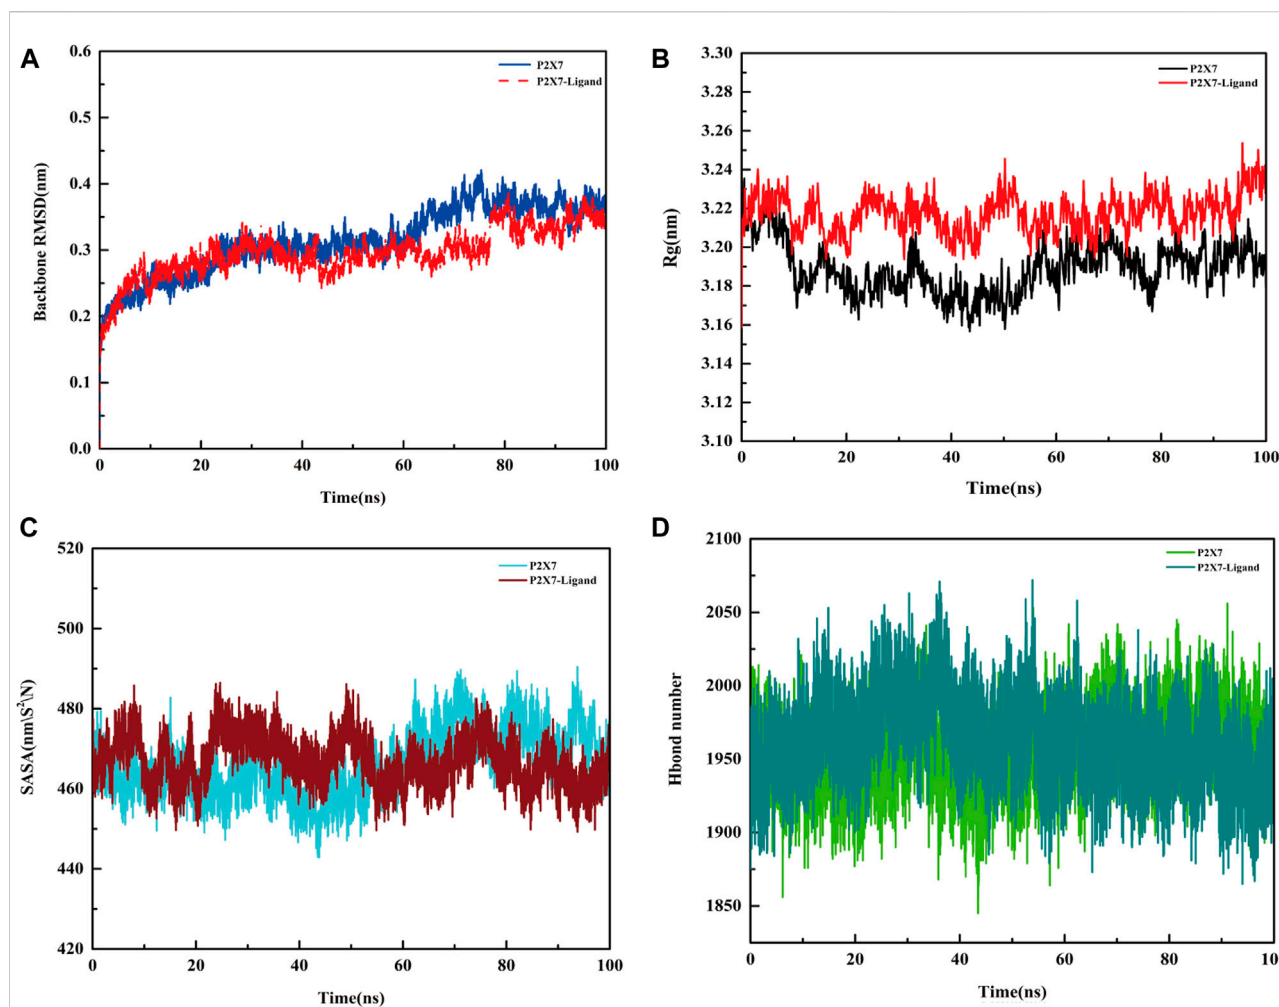 A
Backbone RMSD(nm)
0.6
0.5
0.4
0.3
0.2
0.1
0.0
P2X7
P2X7-Ligand
0 20 40 60 80 100
Time(ns)
B
Rg(nm)
3.30
3.28
3.26
3.24
3.22
3.20
3.18
3.16
3.14
3.12
3.10
P2X7
P2X7-Ligand
0 20 40 60 80 100
Time(ns)
C
SASA(nm\S^-2\N)
520
500
480
460
440
420
P2X7
P2X7-Ligand
0 20 40 60 80 100
Time(ns)
D
Hbond number
2100
2050
2000
1950
1900
1850
P2X7
P2X7-Ligand
0 20 40 60 80 100
Time(ns)